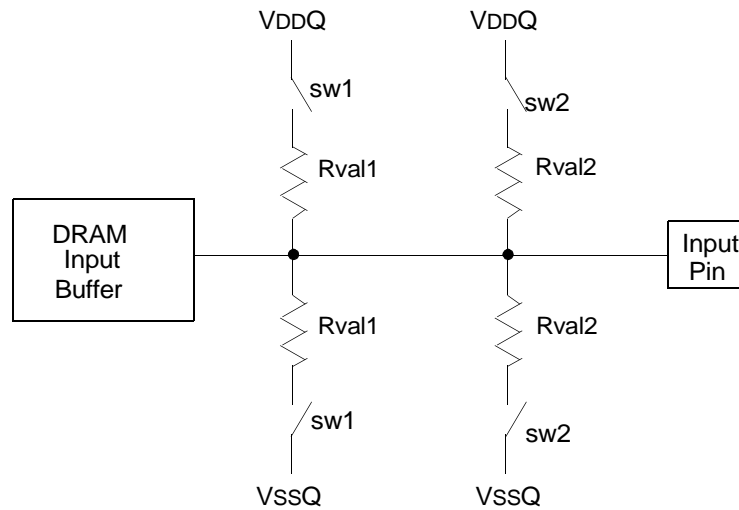 VDDQ
VDDQ
sw1
sw2
Rval1
Rval2
DRAM
Input
Buffer
Input
Pin
Rval1
Rval2
sw1
sw2
VSSQ
VSSQ